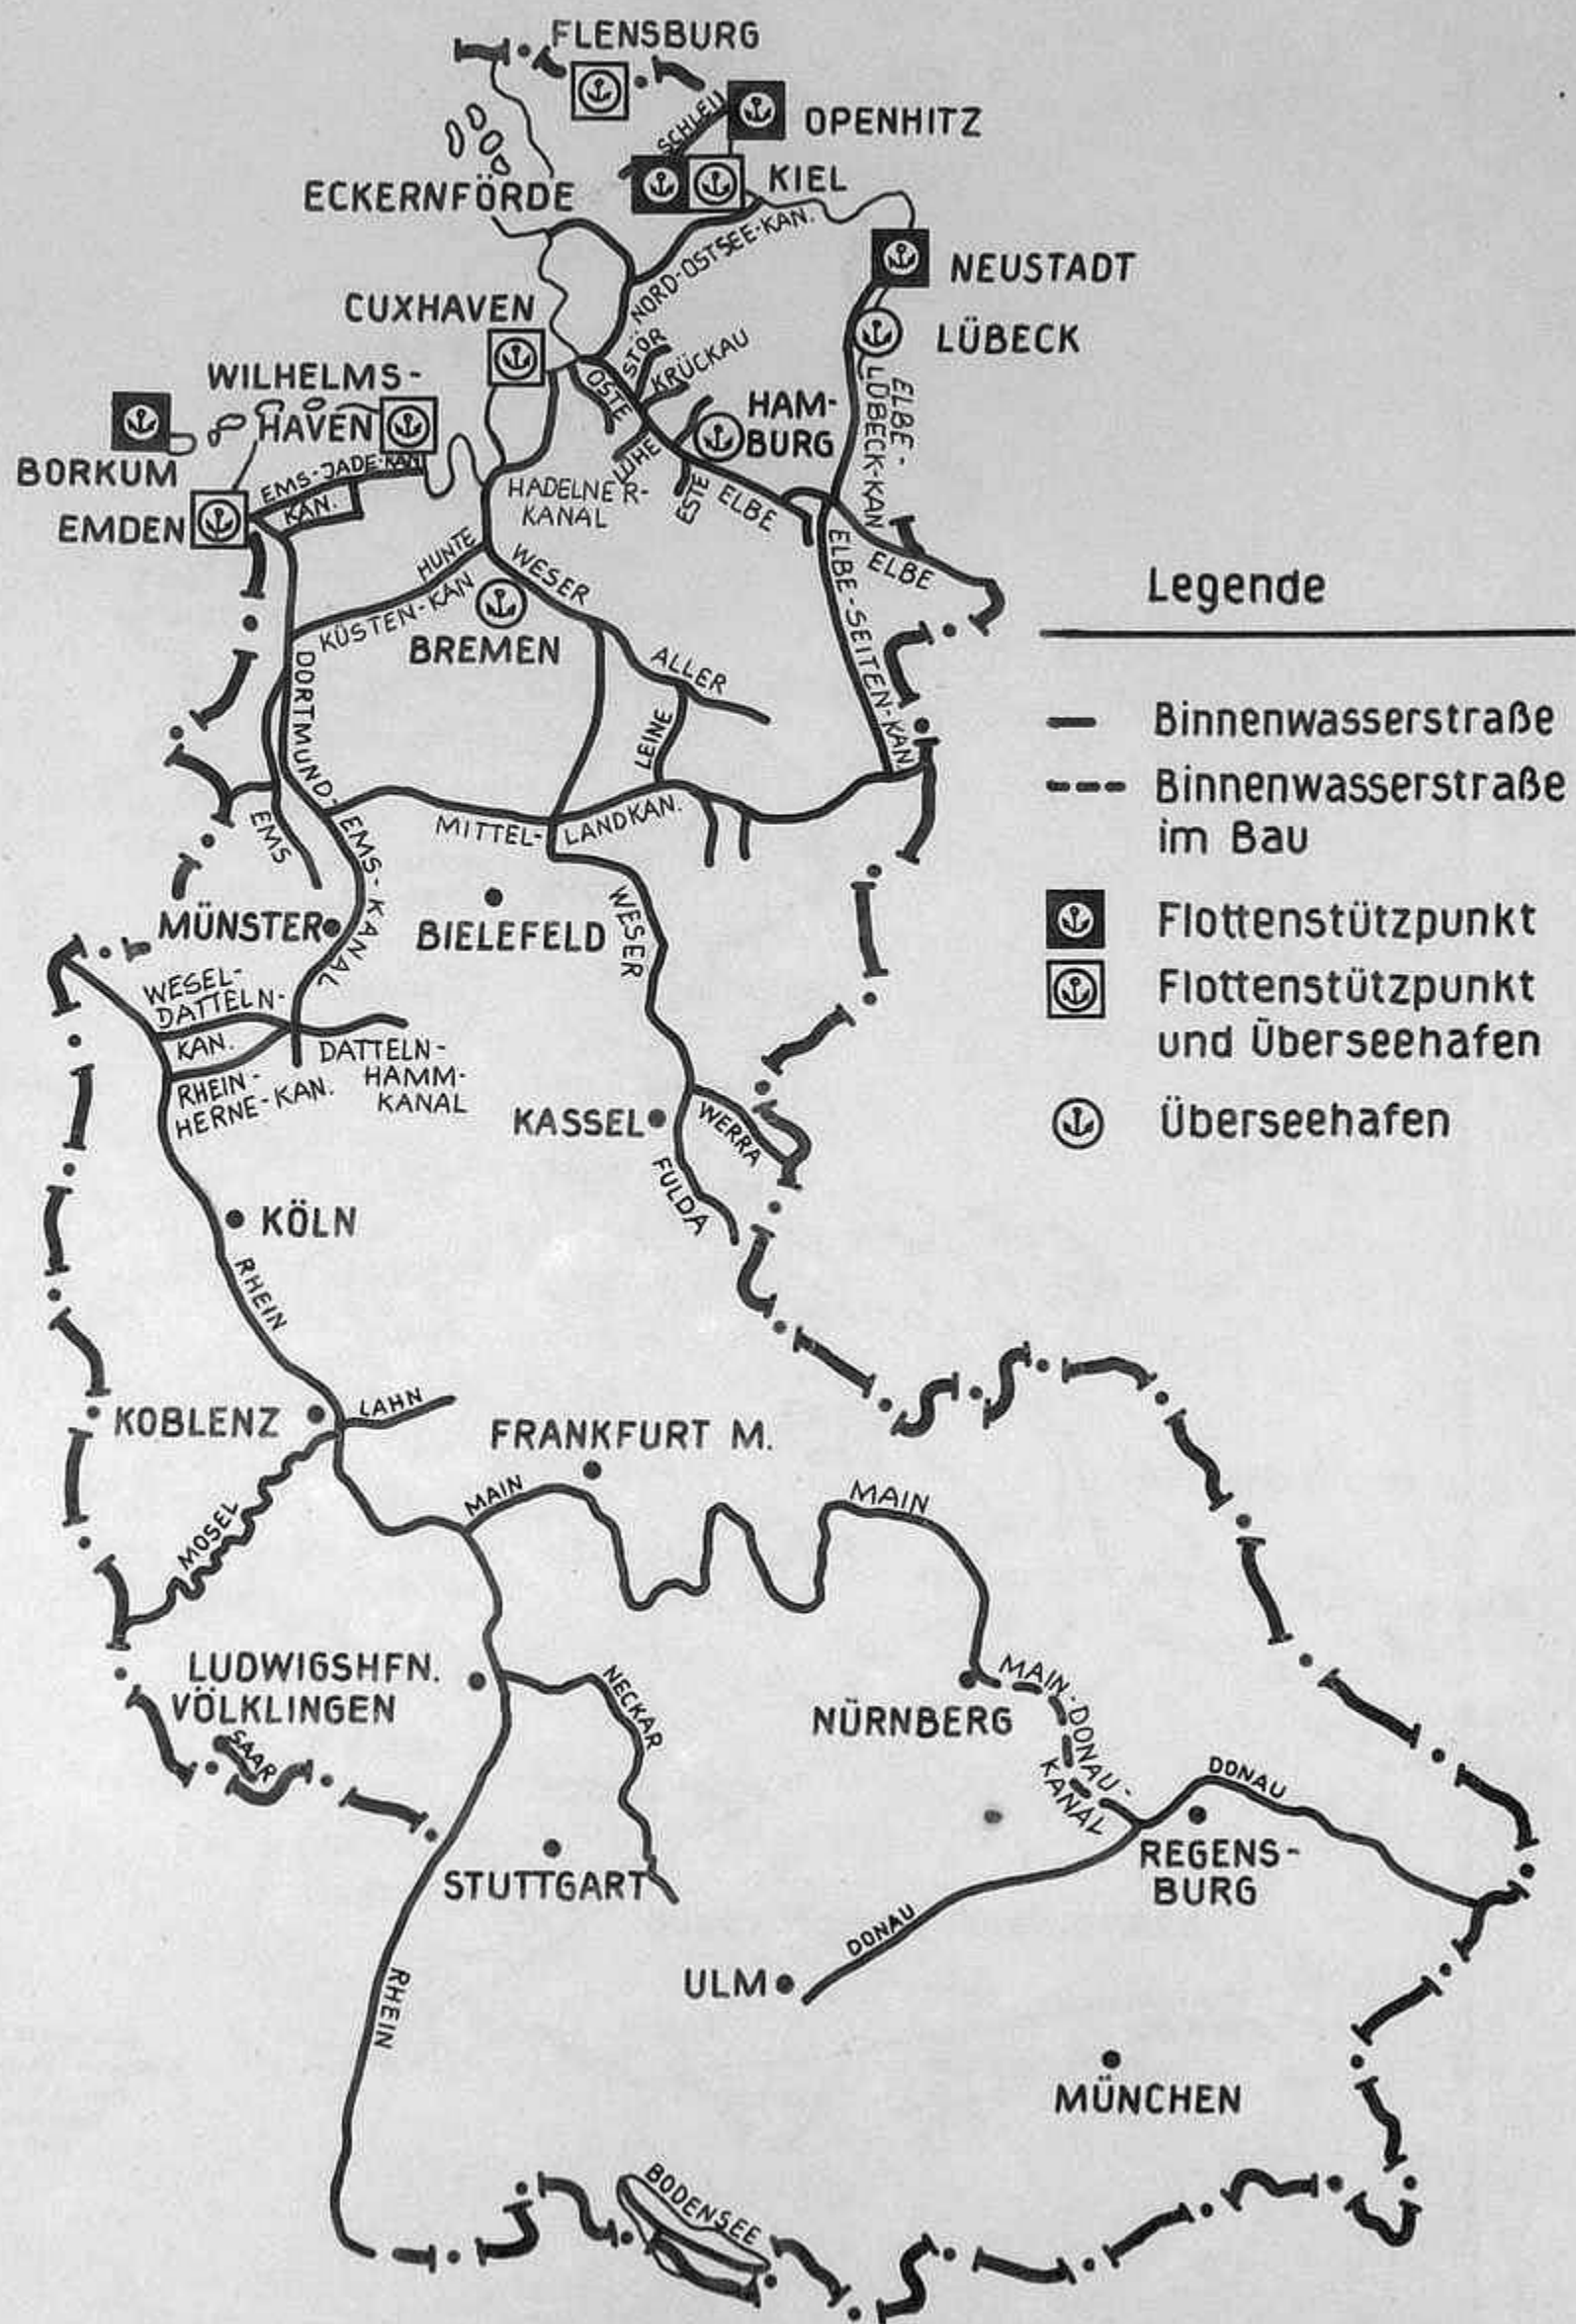 FLENSBURG
SCHLEI
OPENHITZ
ECKERNFÖRDE
KIEL
NORD-OSTSEE-KAN.
NEUSTADT
CUXHAVEN
LÜBECK
STÖR
KRÜCKAU
OSTE
WILHELMS-
HAVEN
HAM-
BURG
ELBE-
LÜBECK-KAN
BORKUM
EMS-JADE-KAN
KAN.
LÜHE
EMDEN
HADELNER-
KANAL
ESTE
ELBE
ELBE
HUNTE
WESER
KÜSTEN-KAN
BREMEN
ELBE-SEITEN-KAN.
Legende
Binnenwasserstraße
Binnenwasserstraße
im Bau
Flottenstützpunkt
Flottenstützpunkt
und Überseehafen
Überseehafen
ALLER
LEINE
DORTMUND-
EMS-KANAL
EMS
MITTEL-
LANDKAN.
MÜNSTER
BIELEFELD
WESER
WESEL-
DATTELN-
KAN.
DATTELN-
HAMM-
KANAL
RHEIN-
HERNE-KAN.
KASSEL
WERRA
FULDA
KÖLN
RHEIN
KOBLENZ
LAHN
FRANKFURT M.
MAIN
MAIN
MOSEL
LUDWIGSHFN.
VÖLKLINGEN
SAAR
NECKAR
NÜRNBERG
MAIN-DONAU-
KANAL
DONAU
STUTTGART
REGENS-
BURG
DONAU
ULM
RHEIN
MÜNCHEN
BODENSEE